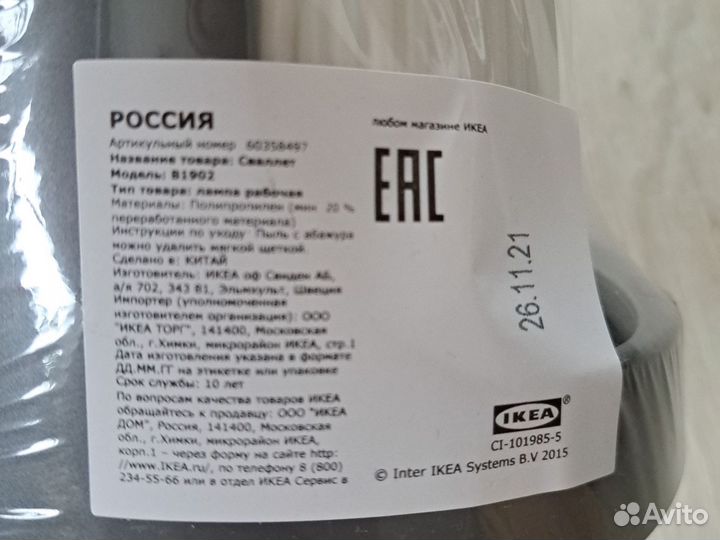 РОССИЯ
Артикульный номер 60358487
Название товара: Сваллет
Модель: B1902
Тип товара: лампа рабочая
Материалы: Полипропилен (мин. 20 %
переработанного материала)
Инструкции по уходу: Пыль с абажура
можно удалить мягкой щеткой.
Сделано в: КИТАЙ
Изготовитель: ИКЕА оф Свиден АБ,
а/я 702, 343 81, Эльмхульт, Швеция
Импортер (уполномоченная
изготовителем организация): ООО
"ИКЕА ТОРГ", 141400, Московская
обл., г.Химки, микрорайон ИКЕА, стр.1
Дата изготовления указана в формате
ДД.ММ.ГГ на этикетке или упаковке
Срок службы: 10 лет
По вопросам качества товаров ИКЕА
обращайтесь к продавцу: ООО "ИКЕА
ДОМ", Россия, 141400, Московская
обл., г.Химки, микрорайон ИКЕА,
корп.1 – через форму на сайте http:
//www.IKEA.ru/, по телефону 8 (800)
234-55-66 или в отдел ИКЕА Сервис в
любом магазине ИКЕА
EAC
26.11.21
IKEA
CI-101985-5
© Inter IKEA Systems B.V 2015
Avito